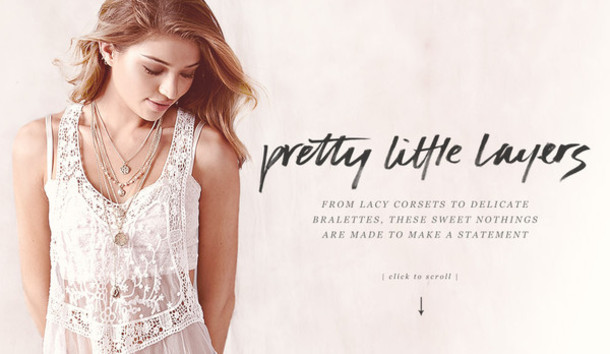 pretty little layers
FROM LACY CORSETS TO DELICATE
BRALETTES, THESE SWEET NOTHINGS
ARE MADE TO MAKE A STATEMENT
| click to scroll |